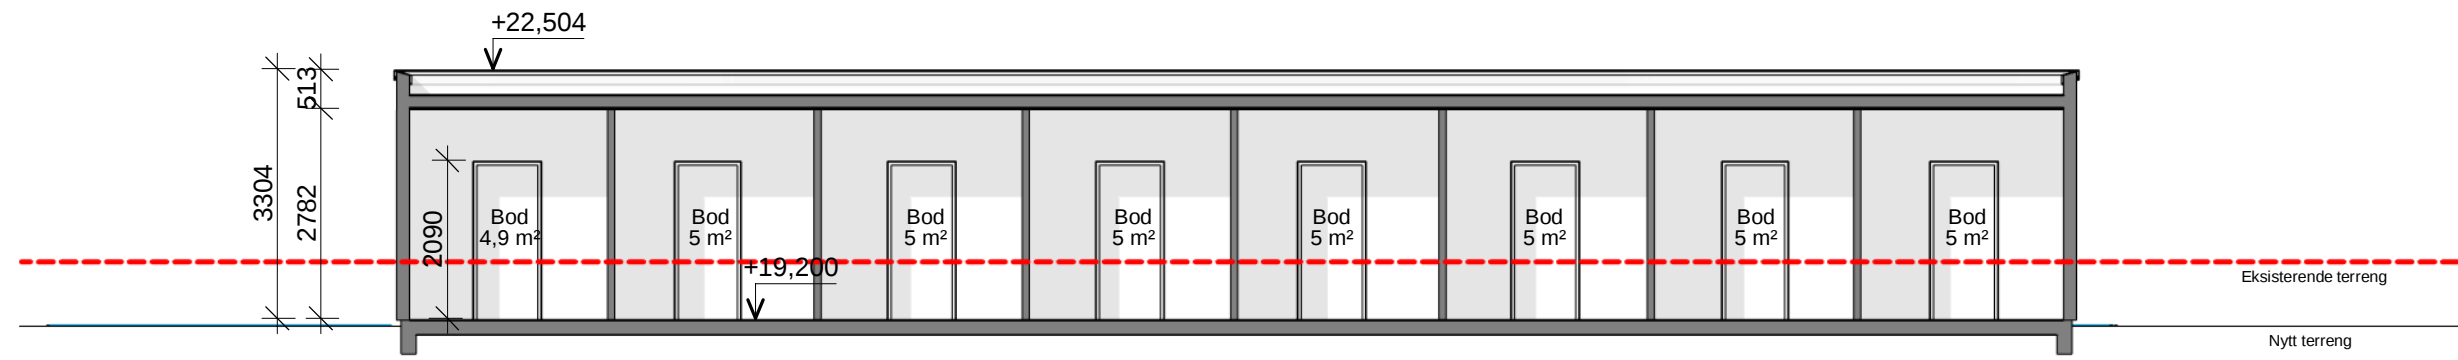 +22,504
513
3304
2782
2090
Bod
4,9 m²
Bod
5 m²
Bod
5 m²
Bod
5 m²
Bod
5 m²
Bod
5 m²
Bod
5 m²
Bod
5 m²
+19,200
Eksisterende terreng
Nytt terreng